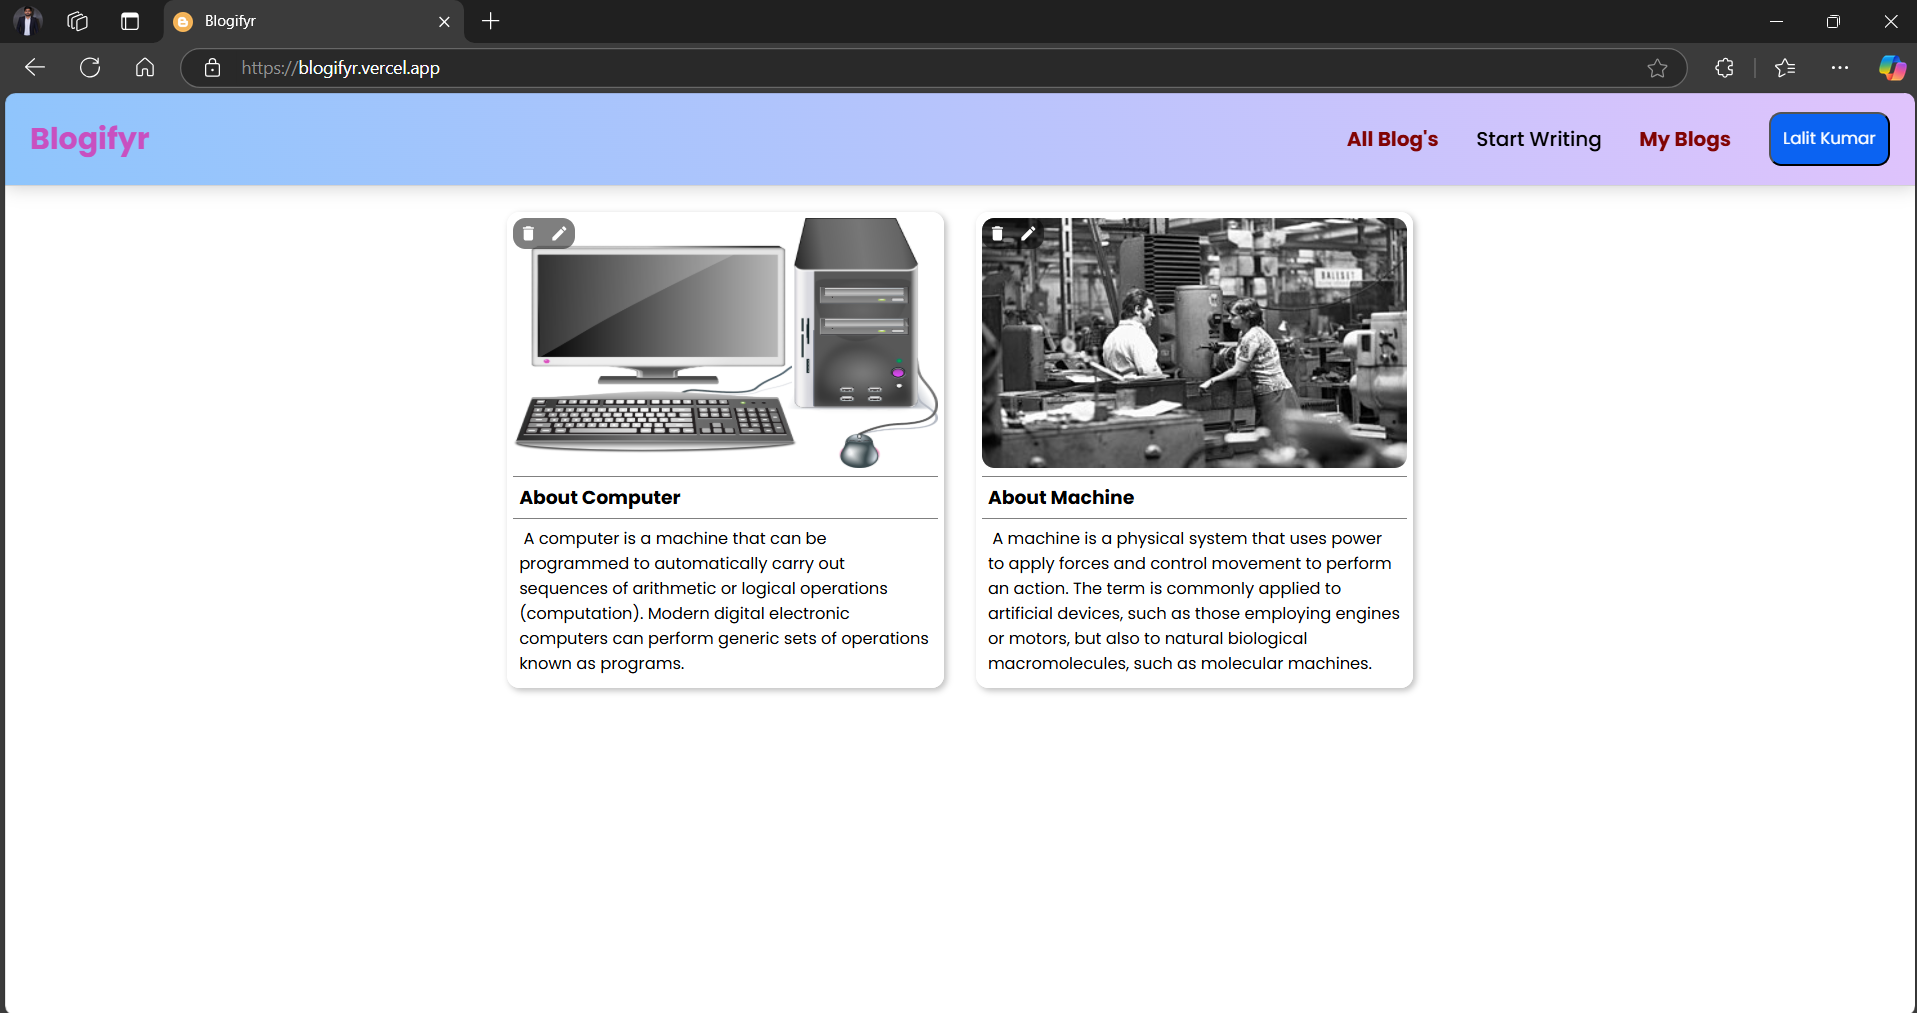 Blogifyr
https://blogifyr.vercel.app
Blogifyr
All Blog's
Start Writing
My Blogs
Lalit Kumar
About Computer
A computer is a machine that can be
programmed to automatically carry out
sequences of arithmetic or logical operations
(computation). Modern digital electronic
computers can perform generic sets of operations
known as programs.
BALESET
About Machine
A machine is a physical system that uses power
to apply forces and control movement to perform
an action. The term is commonly applied to
artificial devices, such as those employing engines
or motors, but also to natural biological
macromolecules, such as molecular machines.